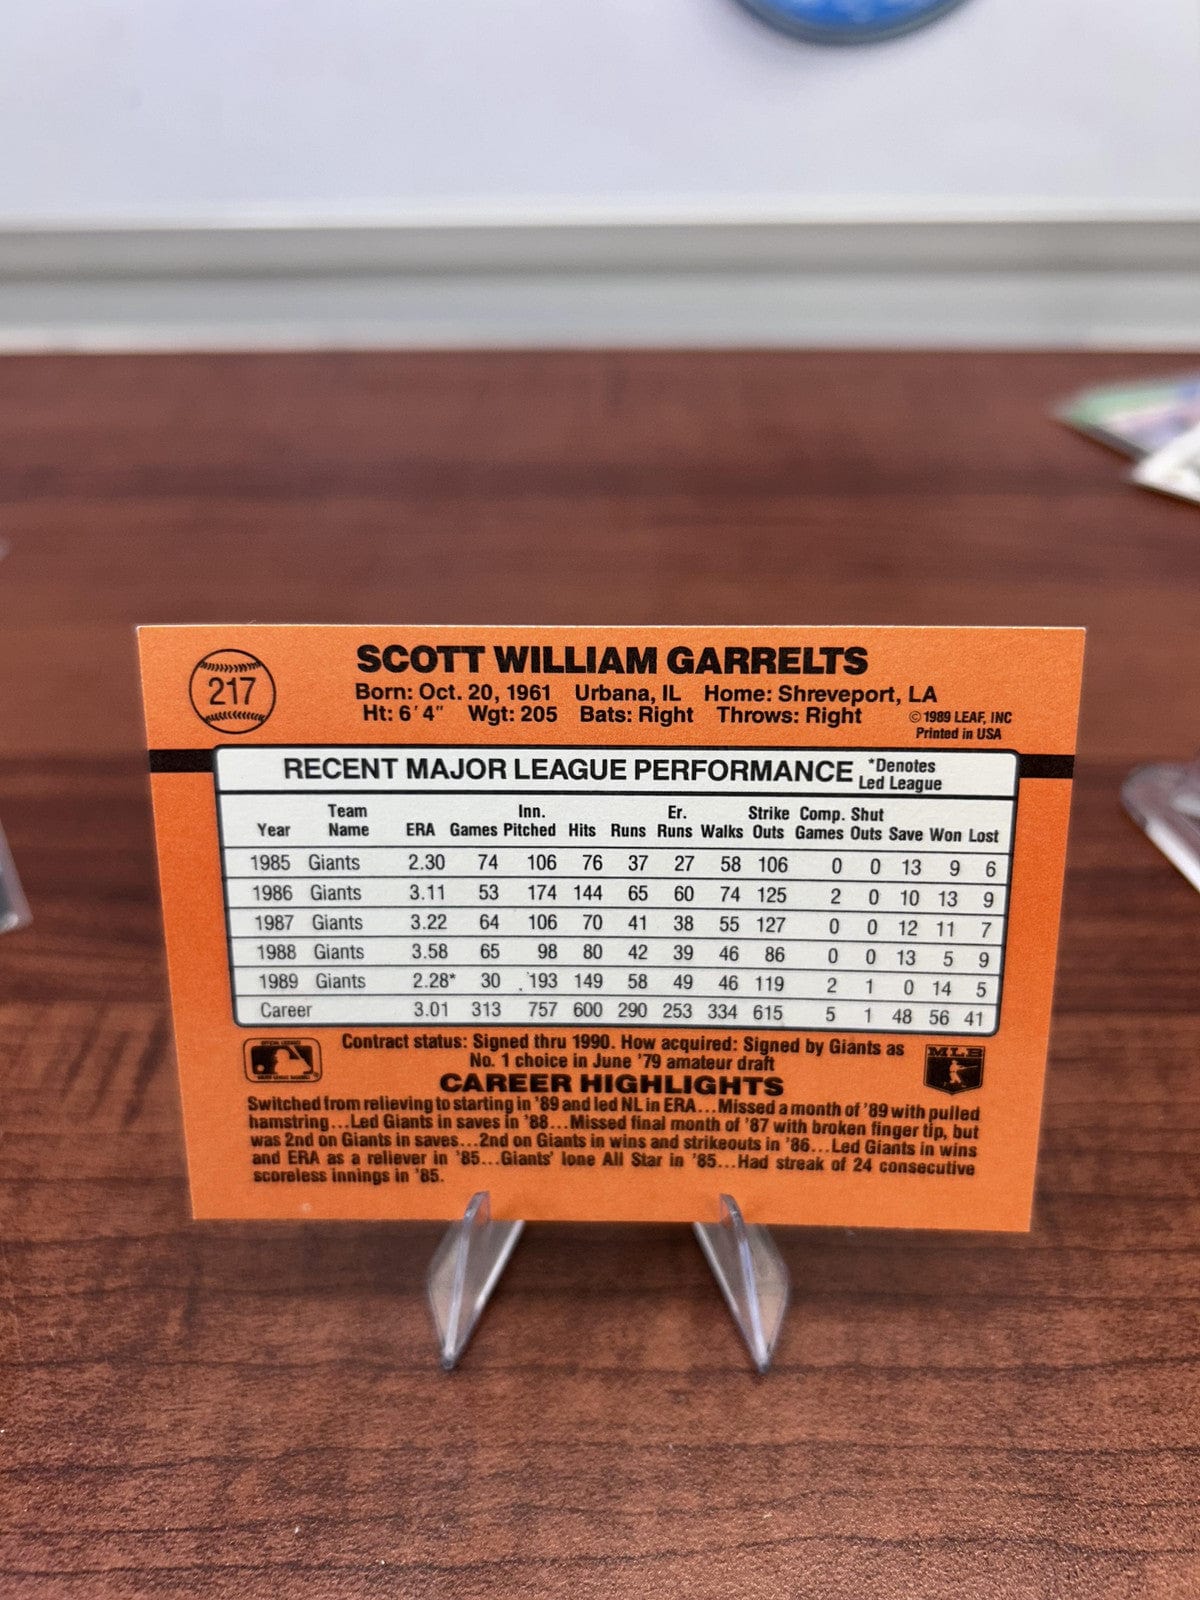 217
SCOTT WILLIAM GARRELTS
Born: Oct. 20, 1961 Urbana, IL Home: Shreveport, LA
Ht: 6' 4" Wgt: 205 Bats: Right Throws: Right
© 1989 LEAF, INC
Printed in USA
RECENT MAJOR LEAGUE PERFORMANCE *Denotes Led League
Year Team Name ERA Games Inn. Pitched Hits Runs Er. Runs Walks Strike Outs Comp. Games Shut Outs Save Won Lost
1985 Giants 2.30 74 106 76 37 27 58 106 0 0 13 9 6
1986 Giants 3.11 53 174 144 65 60 74 125 2 0 10 13 9
1987 Giants 3.22 64 106 70 41 38 55 127 0 0 12 11 7
1988 Giants 3.58 65 98 80 42 39 46 86 0 0 13 5 9
1989 Giants 2.28* 30 193 149 58 49 46 119 2 1 0 14 5
Career 3.01 313 757 600 290 253 334 615 5 1 48 56 41
Contract status: Signed thru 1990. How acquired: Signed by Giants as
No. 1 choice in June '79 amateur draft
MLB
CAREER HIGHLIGHTS
Switched from relieving to starting in '89 and led NL in ERA...Missed a month of '89 with pulled
hamstring...Led Giants in saves in '88...Missed final month of '87 with broken finger tip, but
was 2nd on Giants in saves...2nd on Giants in wins and strikeouts in '86...Led Giants in wins
and ERA as a reliever in '85...Giants' lone All Star in '85...Had streak of 24 consecutive
scoreless innings in '85.